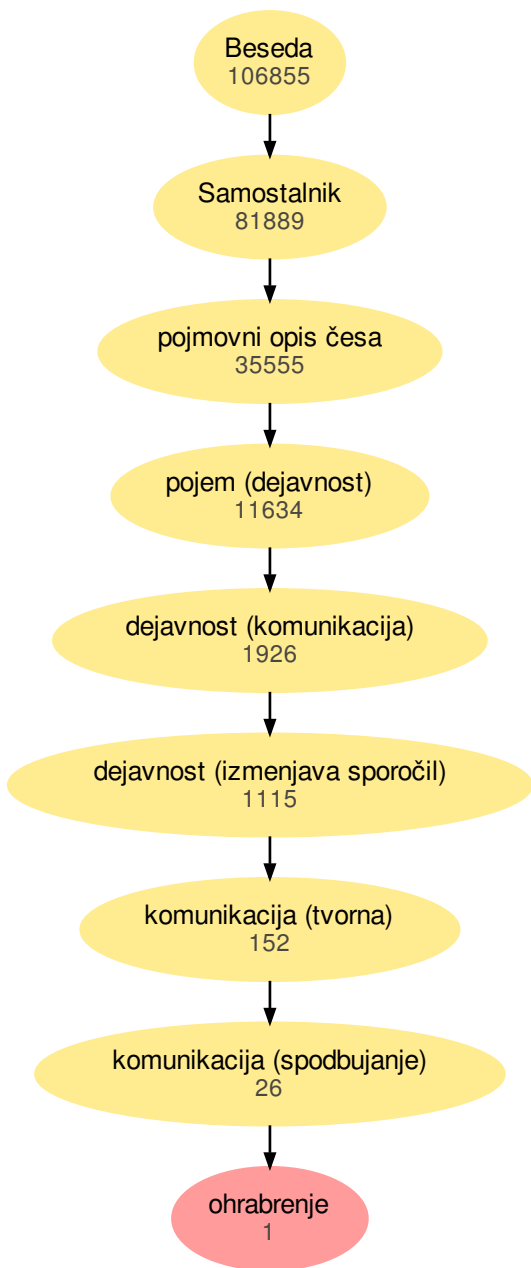 Beseda
106855
Samostalnik
81889
pojmovni opis česa
35555
pojem (dejavnost)
11634
dejavnost (komunikacija)
1926
dejavnost (izmenjava sporočil)
1115
komunikacija (tvorna)
152
komunikacija (spodbujanje)
26
ohrabrenje
1